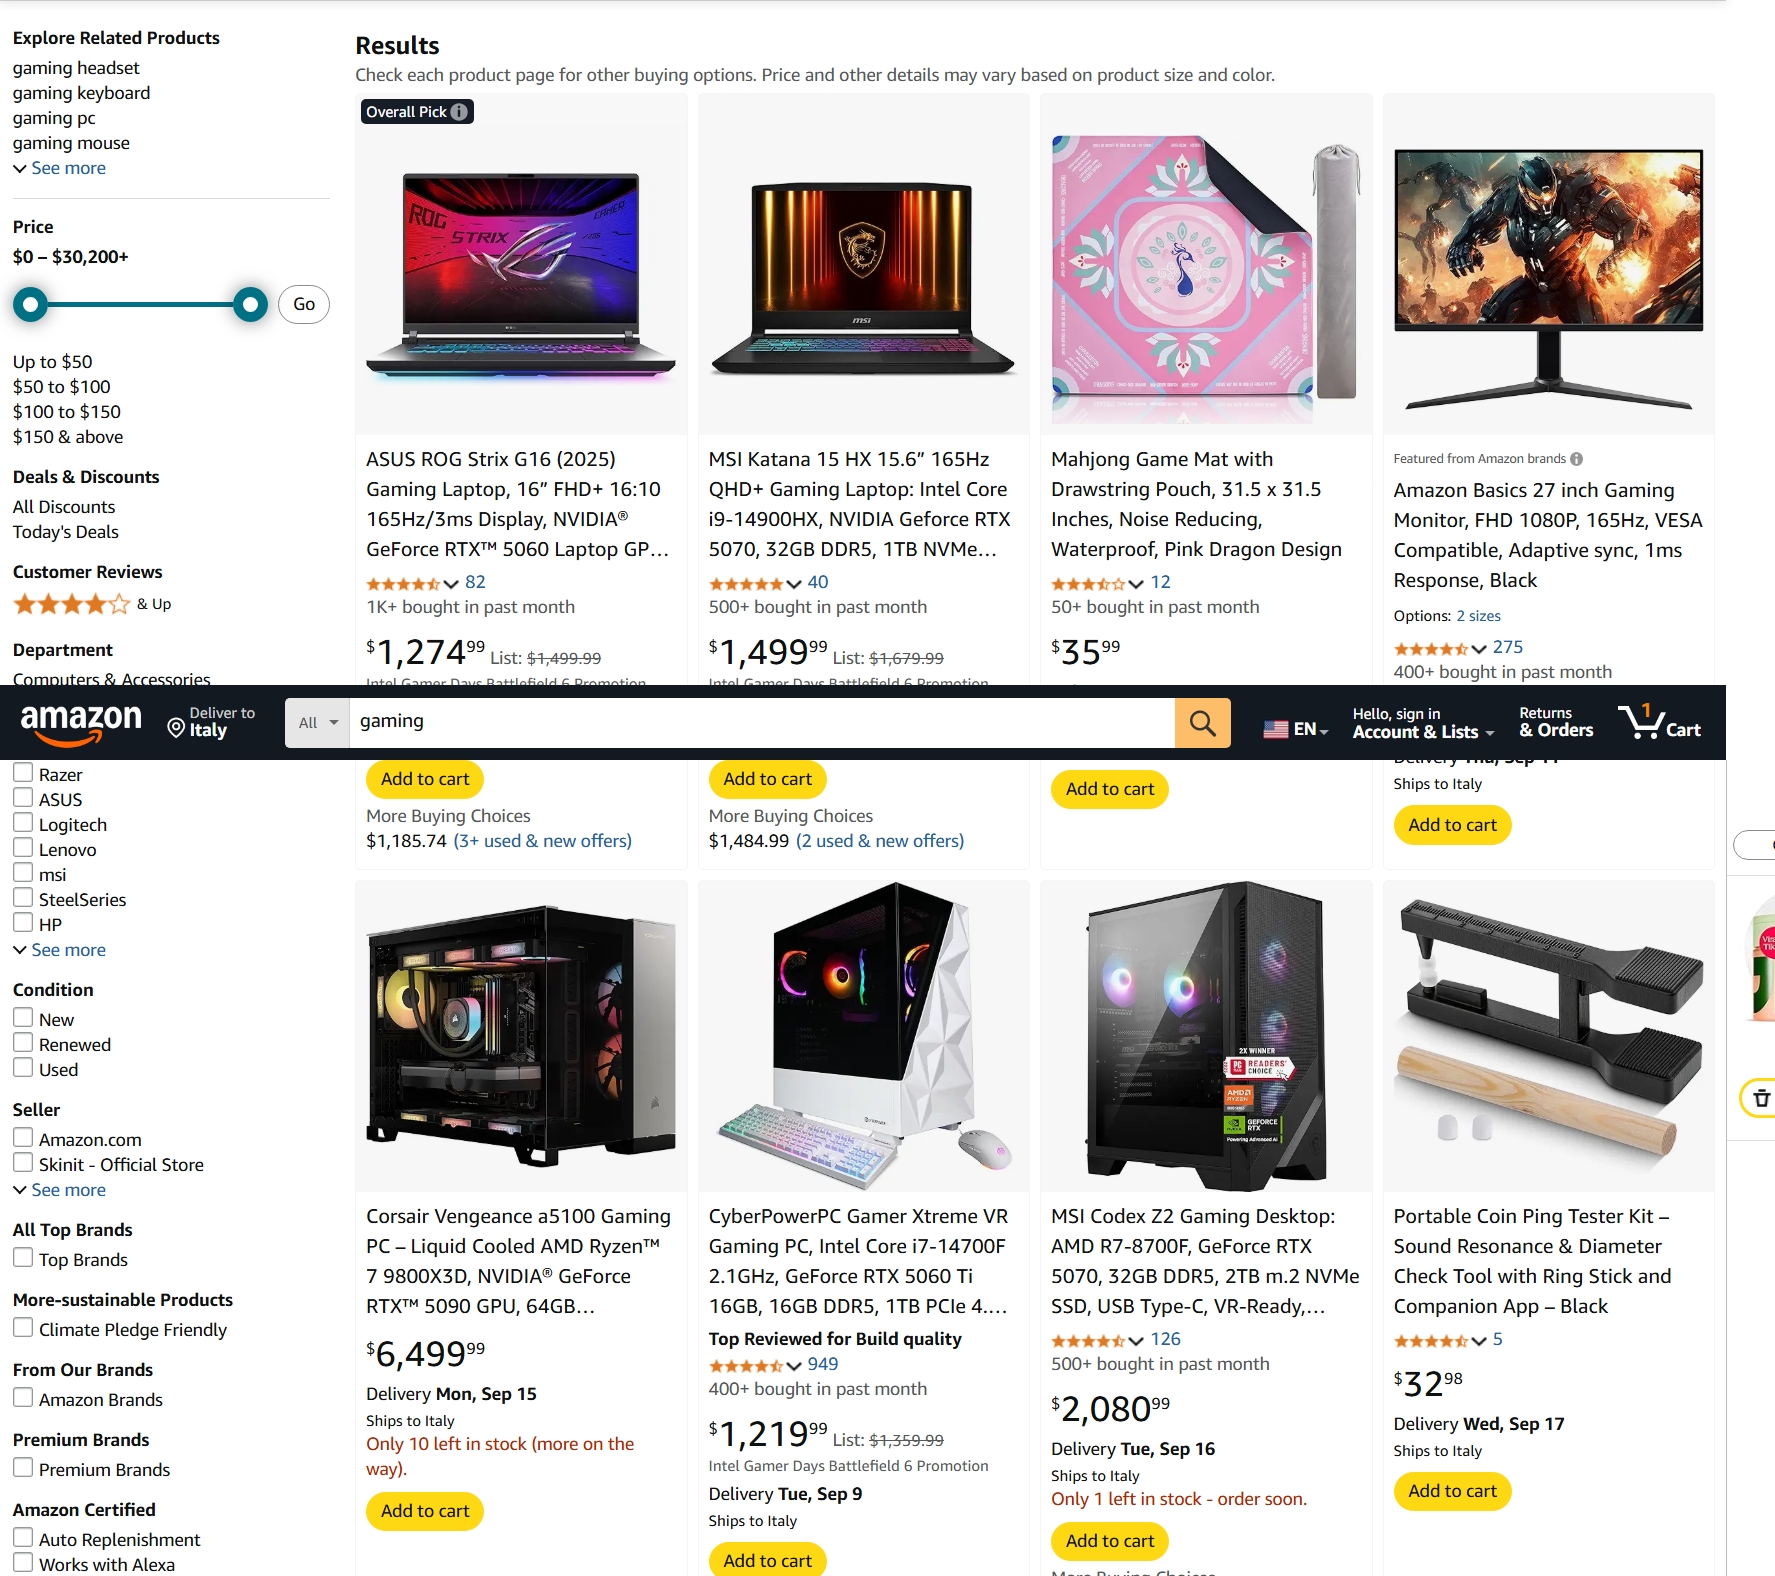 Explore Related Products
gaming headset
gaming keyboard
gaming pc
gaming mouse
See more
Price
$0 – $30,200+
Go
Up to $50
$50 to $100
$100 to $150
$150 & above
Deals & Discounts
All Discounts
Today's Deals
Customer Reviews
& Up
Department
Computers & Accessories
Results
Check each product page for other buying options. Price and other details may vary based on product size and color.
Overall Pick
ROG
STRIX
ASUS ROG Strix G16 (2025)
Gaming Laptop, 16” FHD+ 16:10
165Hz/3ms Display, NVIDIA®
GeForce RTX™ 5060 Laptop GP...
82
1K+ bought in past month
$1,274.99 List: $1,499.99
Intel Gamer Days Battlefield 6 Promotion
msi
MSI Katana 15 HX 15.6” 165Hz
QHD+ Gaming Laptop: Intel Core
i9-14900HX, NVIDIA Geforce RTX
5070, 32GB DDR5, 1TB NVMe...
40
500+ bought in past month
$1,499.99 List: $1,679.99
Intel Gamer Days Battlefield 6 Promotion
Mahjong Game Mat with
Drawstring Pouch, 31.5 x 31.5
Inches, Noise Reducing,
Waterproof, Pink Dragon Design
12
50+ bought in past month
$35.99
Featured from Amazon brands
Amazon Basics 27 inch Gaming
Monitor, FHD 1080P, 165Hz, VESA
Compatible, Adaptive sync, 1ms
Response, Black
Options: 2 sizes
275
400+ bought in past month
amazon
Deliver to
Italy
All
gaming
EN
Hello, sign in
Account & Lists
Returns
& Orders
1
Cart
Razer
ASUS
Logitech
Lenovo
msi
SteelSeries
HP
See more
Condition
New
Renewed
Used
Seller
Amazon.com
Skinit - Official Store
See more
All Top Brands
Top Brands
More-sustainable Products
Climate Pledge Friendly
From Our Brands
Amazon Brands
Premium Brands
Premium Brands
Amazon Certified
Auto Replenishment
Works with Alexa
Add to cart
More Buying Choices
$1,185.74 (3+ used & new offers)
Add to cart
More Buying Choices
$1,484.99 (2 used & new offers)
Add to cart
Delivery Thu, Sep 11
Ships to Italy
Add to cart
Corsair Vengeance a5100 Gaming
PC – Liquid Cooled AMD Ryzen™
7 9800X3D, NVIDIA® GeForce
RTX™ 5090 GPU, 64GB...
$6,499.99
Delivery Mon, Sep 15
Ships to Italy
Only 10 left in stock (more on the
way).
Add to cart
CyberPowerPC Gamer Xtreme VR
Gaming PC, Intel Core i7-14700F
2.1GHz, GeForce RTX 5060 Ti
16GB, 16GB DDR5, 1TB PCIe 4....
Top Reviewed for Build quality
949
400+ bought in past month
$1,219.99 List: $1,359.99
Intel Gamer Days Battlefield 6 Promotion
Delivery Tue, Sep 9
Ships to Italy
Add to cart
2X WINNER
PC
READERS'
CHOICE
AMD
RYZEN
GEFORCE
RTX
Powering Advanced AI
MSI Codex Z2 Gaming Desktop:
AMD R7-8700F, GeForce RTX
5070, 32GB DDR5, 2TB m.2 NVMe
SSD, USB Type-C, VR-Ready,...
126
500+ bought in past month
$2,080.99
Delivery Tue, Sep 16
Ships to Italy
Only 1 left in stock - order soon.
Add to cart
More Buying Choices
Portable Coin Ping Tester Kit –
Sound Resonance & Diameter
Check Tool with Ring Stick and
Companion App – Black
5
$32.98
Delivery Wed, Sep 17
Ships to Italy
Add to cart